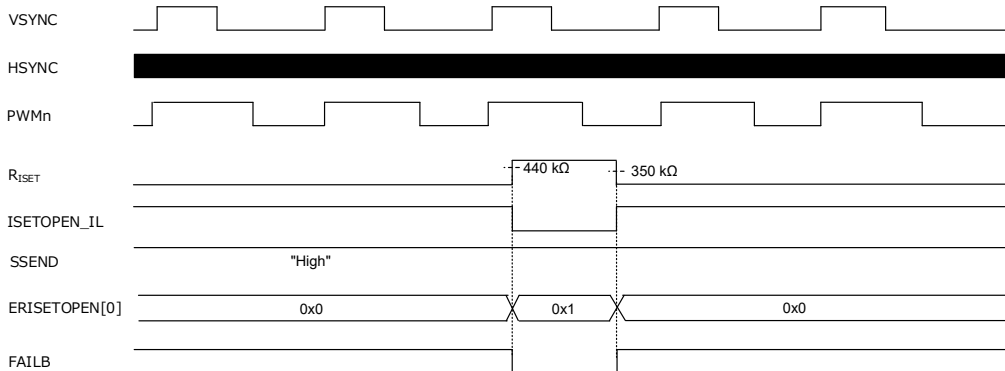 VSYNC
HSYNC
PWMn
RISET
440 kΩ
350 kΩ
ISETOPEN_IL
SSEND
"High"
ERISETOPEN[0]
0x0
0x1
0x0
FAILB